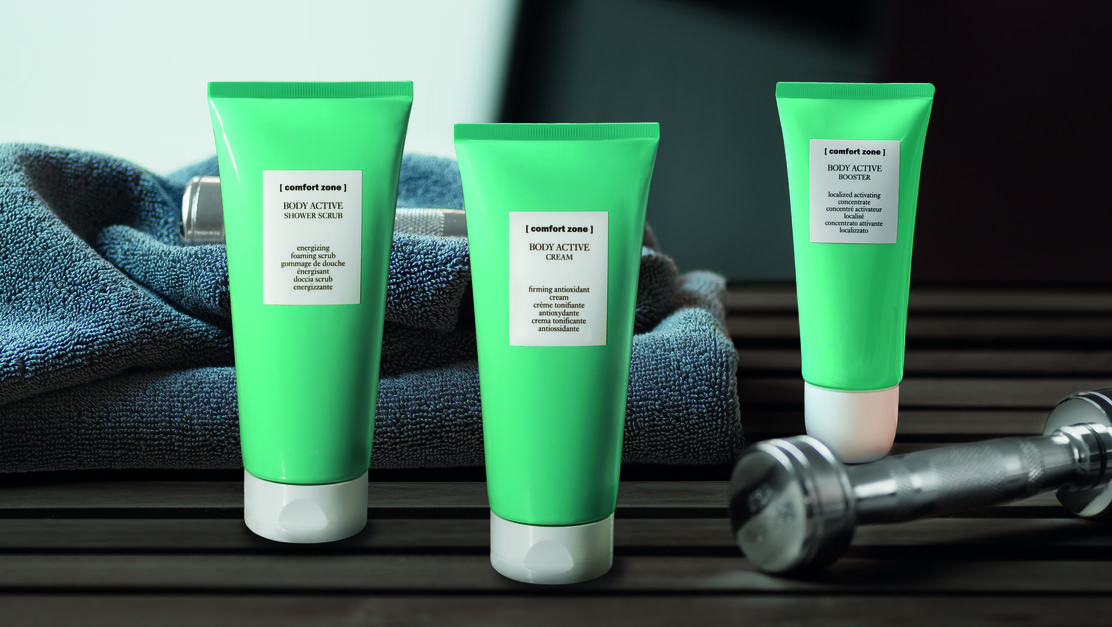 [ comfort zone ]
BODY ACTIVE
SHOWER SCRUB
energizing
foaming scrub
gommage de douche
énergisant
doccia scrub
energizzante
[ comfort zone ]
BODY ACTIVE
CREAM
firming antioxidant
cream
crème tonifiante
antioxydante
crema tonificante
antiossidante
[ comfort zone ]
BODY ACTIVE
BOOSTER
localized activating
concentrate
concentré activateur
localisé
concentrato attivante
localizzato